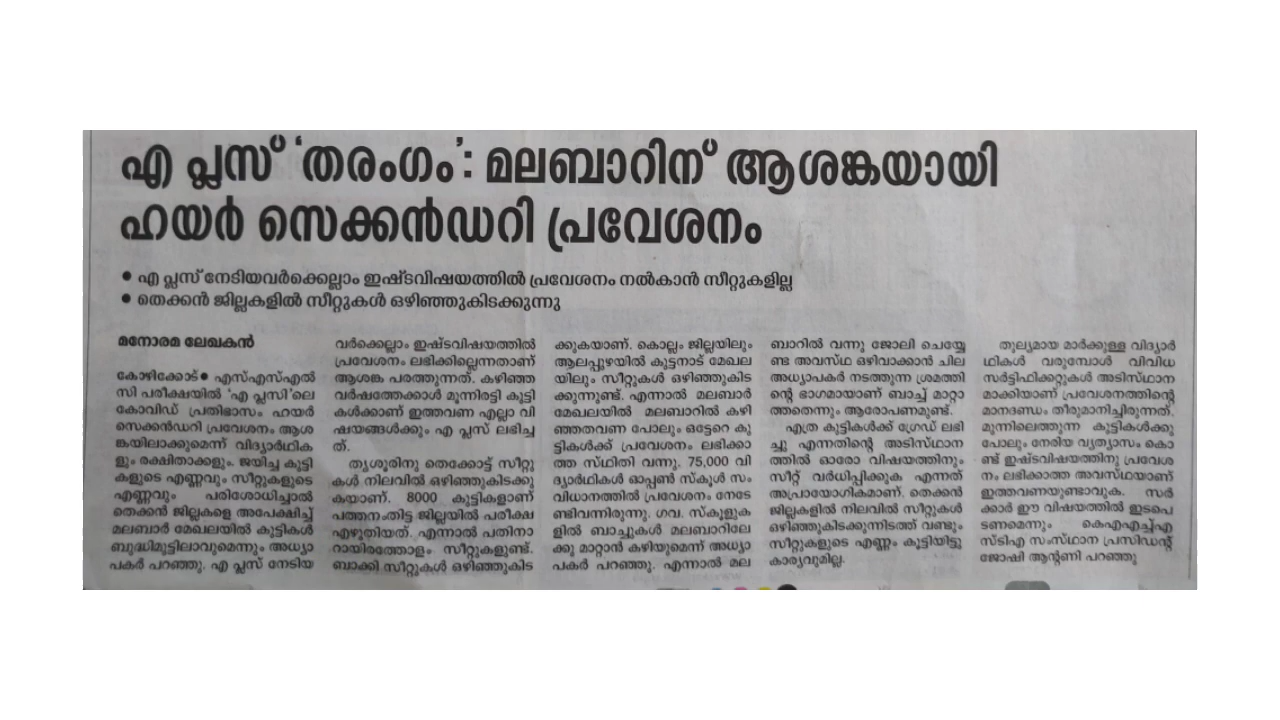 എ പ്ലസ് ‘തരംഗം’: മലബാറിന് ആശങ്കയായി
ഹയർ സെക്കൻഡറി പ്രവേശനം
● എ പ്ലസ് നേടിയവർക്കെല്ലാം ഇഷ്ടവിഷയത്തിൽ പ്രവേശനം നൽകാൻ സീറ്റുകളില്ല
● തെക്കൻ ജില്ലകളിൽ സീറ്റുകൾ ഒഴിഞ്ഞുകിടക്കുന്നു
മനോരമ ലേഖകൻ
കോഴിക്കോട് ● എസ്എസ്എൽ
സി പരീക്ഷയിൽ ‘എ പ്ലസി’ലെ
കോവിഡ് പ്രതിഭാസം ഹയർ
സെക്കൻഡറി പ്രവേശനം ആശ
ങ്കയിലാക്കുമെന്ന് വിദ്യാർഥിക
ളും രക്ഷിതാക്കളും. ജയിച്ച കുട്ടി
കളുടെ എണ്ണവും സീറ്റുകളുടെ
എണ്ണവും പരിശോധിച്ചാൽ
തെക്കൻ ജില്ലകളെ അപേക്ഷിച്ച്
മലബാർ മേഖലയിൽ കുട്ടികൾ
ബുദ്ധിമുട്ടിലാവുമെന്നും അധ്യാ
പകർ പറഞ്ഞു. എ പ്ലസ് നേടിയ
വർക്കെല്ലാം ഇഷ്ടവിഷയത്തിൽ
പ്രവേശനം ലഭിക്കില്ലെന്നതാണ്
ആശങ്ക പരത്തുന്നത്. കഴിഞ്ഞ
വർഷത്തേക്കാൾ മൂന്നിരട്ടി കുട്ടി
കൾക്കാണ് ഇത്തവണ എല്ലാ വി
ഷയങ്ങൾക്കും എ പ്ലസ് ലഭിച്ച
ത്.
തൃശൂരിനു തെക്കോട്ട് സീറ്റു
കൾ നിലവിൽ ഒഴിഞ്ഞുകിടക്കു
കയാണ്. 8000 കുട്ടികളാണ്
പത്തനംതിട്ട ജില്ലയിൽ പരീക്ഷ
എഴുതിയത്. എന്നാൽ പതിനാ
റായിരത്തോളം സീറ്റുകളുണ്ട്.
ബാക്കി സീറ്റുകൾ ഒഴിഞ്ഞുകിട
ക്കുകയാണ്. കൊല്ലം ജില്ലയിലും
ആലപ്പുഴയിൽ കുട്ടനാട് മേഖല
യിലും സീറ്റുകൾ ഒഴിഞ്ഞുകിട
ക്കുന്നുണ്ട്. എന്നാൽ മലബാർ
മേഖലയിൽ മലബാറിൽ കഴി
ഞ്ഞതവണ പോലും ഒട്ടേറെ കു
ട്ടികൾക്ക് പ്രവേശനം ലഭിക്കാ
ത്ത സ്ഥിതി വന്നു. 75,000 വി
ദ്യാർഥികൾ ഓപ്പൺ സ്കൂൾ സം
വിധാനത്തിൽ പ്രവേശനം നേടേ
ണ്ടിവന്നിരുന്നു. ഗവ. സ്കൂളുക
ളിൽ ബാച്ചുകൾ മലബാറിലേ
ക്കു മാറ്റാൻ കഴിയുമെന്ന് അധ്യാ
പകർ പറഞ്ഞു. എന്നാൽ മല
ബാറിൽ വന്നു ജോലി ചെയ്യേ
ണ്ട അവസ്ഥ ഒഴിവാക്കാൻ ചില
അധ്യാപകർ നടത്തുന്ന ശ്രമത്തി
ന്റെ ഭാഗമായാണ് ബാച്ച് മാറ്റാ
ത്തതെന്നും ആരോപണമുണ്ട്.
എത്ര കുട്ടികൾക്ക് ഗ്രേഡ് ലഭി
ച്ചു എന്നതിന്റെ അടിസ്ഥാന
ത്തിൽ ഓരോ വിഷയത്തിനും
സീറ്റ് വർധിപ്പിക്കുക എന്നത്
അപ്രായോഗികമാണ്. തെക്കൻ
ജില്ലകളിൽ നിലവിൽ സീറ്റുകൾ
ഒഴിഞ്ഞുകിടക്കുന്നിടത്ത് വണ്ടും
സീറ്റുകളുടെ എണ്ണം കൂട്ടിയിട്ടു
കാര്യവുമില്ല.
തുല്യമായ മാർക്കുള്ള വിദ്യാർ
ഥികൾ വരുമ്പോൾ വിവിധ
സർട്ടിഫിക്കറ്റുകൾ അടിസ്ഥാന
മാക്കിയാണ് പ്രവേശനത്തിന്റെ
മാനദണ്ഡം തീരുമാനിച്ചിരുന്നത്.
മുന്നിലെത്തുന്ന കുട്ടികൾക്കു
പോലും നേരിയ വ്യത്യാസം കൊ
ണ്ട് ഇഷ്ടവിഷയത്തിനു പ്രവേശ
നം ലഭിക്കാത്ത അവസ്ഥയാണ്
ഇത്തവണയുണ്ടാവുക. സർ
ക്കാർ ഈ വിഷയത്തിൽ ഇടപെ
ടണമെന്നും കെഎഎച്ച്എ
സ്ടിഎ സംസ്ഥാന പ്രസിഡന്റ്
ജോഷി ആന്റണി പറഞ്ഞു